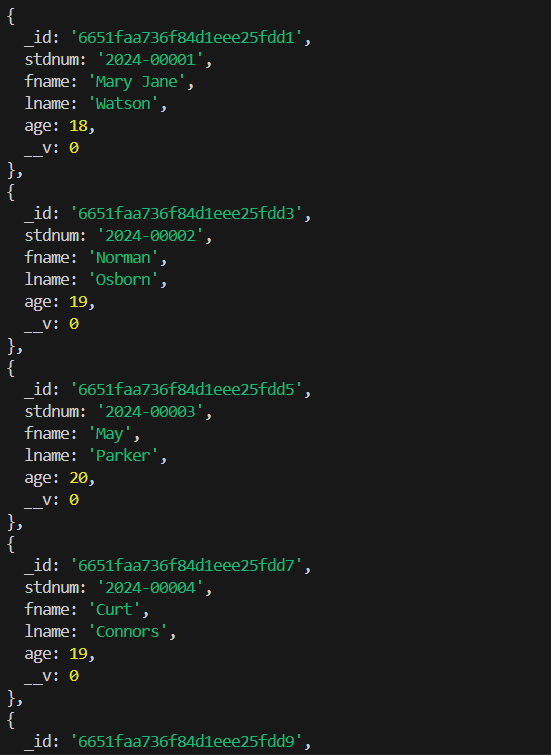 {
  _id: '6651faa736f84d1eee25fdd1',
  stdnum: '2024-00001',
  fname: 'Mary Jane',
  lname: 'Watson',
  age: 18,
  __v: 0
},
{
  _id: '6651faa736f84d1eee25fdd3',
  stdnum: '2024-00002',
  fname: 'Norman',
  lname: 'Osborn',
  age: 19,
  __v: 0
},
{
  _id: '6651faa736f84d1eee25fdd5',
  stdnum: '2024-00003',
  fname: 'May',
  lname: 'Parker',
  age: 20,
  __v: 0
},
{
  _id: '6651faa736f84d1eee25fdd7',
  stdnum: '2024-00004',
  fname: 'Curt',
  lname: 'Connors',
  age: 19,
  __v: 0
},
{
  _id: '6651faa736f84d1eee25fdd9',